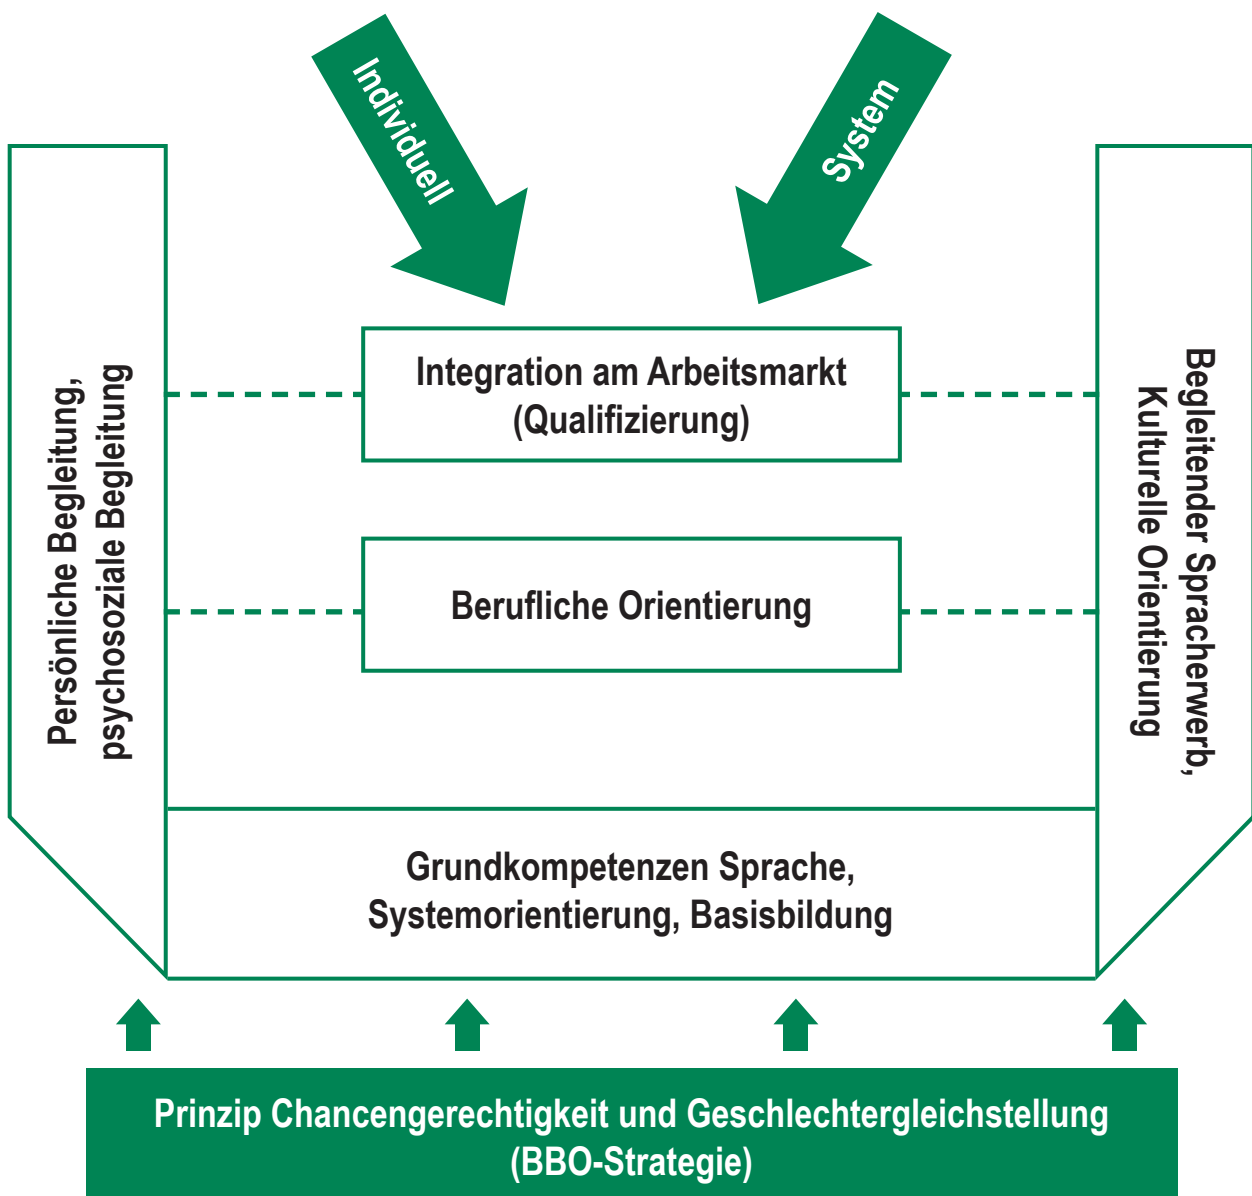 Individuell
System
Persönliche Begleitung,
psychosoziale Begleitung
Integration am Arbeitsmarkt
(Qualifizierung)
Berufliche Orientierung
Begleitender Spracherwerb,
Kulturelle Orientierung
Grundkompetenzen Sprache,
Systemorientierung, Basisbildung
Prinzip Chancengerechtigkeit und Geschlechtergleichstellung
(BBO-Strategie)